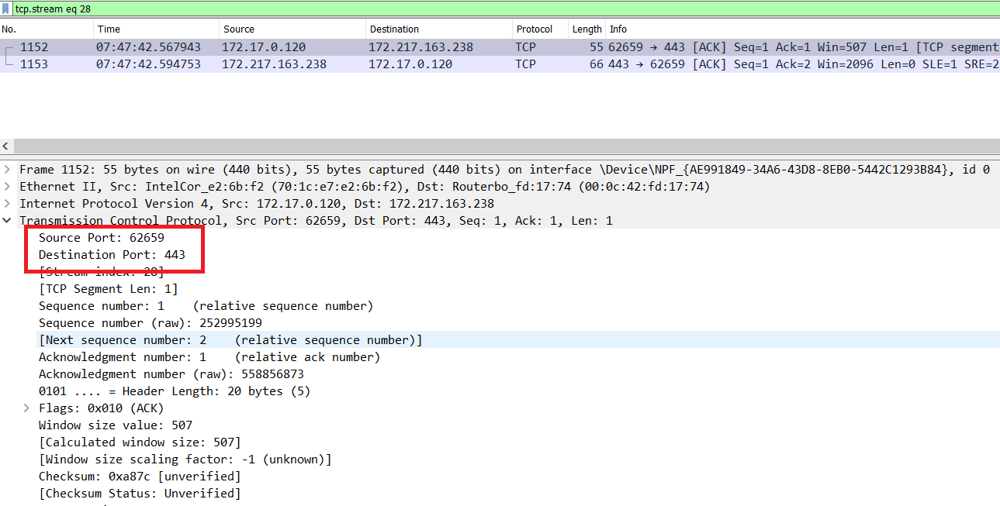 tcp.stream eq 28
No. Time Source Destination Protocol Length Info
1152 07:47:42.567943 172.17.0.120 172.217.163.238 TCP 55 62659 → 443 [ACK] Seq=1 Ack=1 Win=507 Len=1 [TCP segment
1153 07:47:42.594753 172.217.163.238 172.17.0.120 TCP 66 443 → 62659 [ACK] Seq=1 Ack=2 Win=2096 Len=0 SLE=1 SRE=2
Frame 1152: 55 bytes on wire (440 bits), 55 bytes captured (440 bits) on interface \Device\NPF_{AE991849-34A6-43D8-8EB0-5442C1293B84}, id 0
Ethernet II, Src: IntelCor_e2:6b:f2 (70:1c:e7:e2:6b:f2), Dst: Routerbo_fd:17:74 (00:0c:42:fd:17:74)
Internet Protocol Version 4, Src: 172.17.0.120, Dst: 172.217.163.238
Transmission Control Protocol, Src Port: 62659, Dst Port: 443, Seq: 1, Ack: 1, Len: 1
Source Port: 62659
Destination Port: 443
[Stream index: 28]
[TCP Segment Len: 1]
Sequence number: 1    (relative sequence number)
Sequence number (raw): 252995199
[Next sequence number: 2    (relative sequence number)]
Acknowledgment number: 1    (relative ack number)
Acknowledgment number (raw): 558856873
0101 .... = Header Length: 20 bytes (5)
Flags: 0x010 (ACK)
Window size value: 507
[Calculated window size: 507]
[Window size scaling factor: -1 (unknown)]
Checksum: 0xa87c [unverified]
[Checksum Status: Unverified]